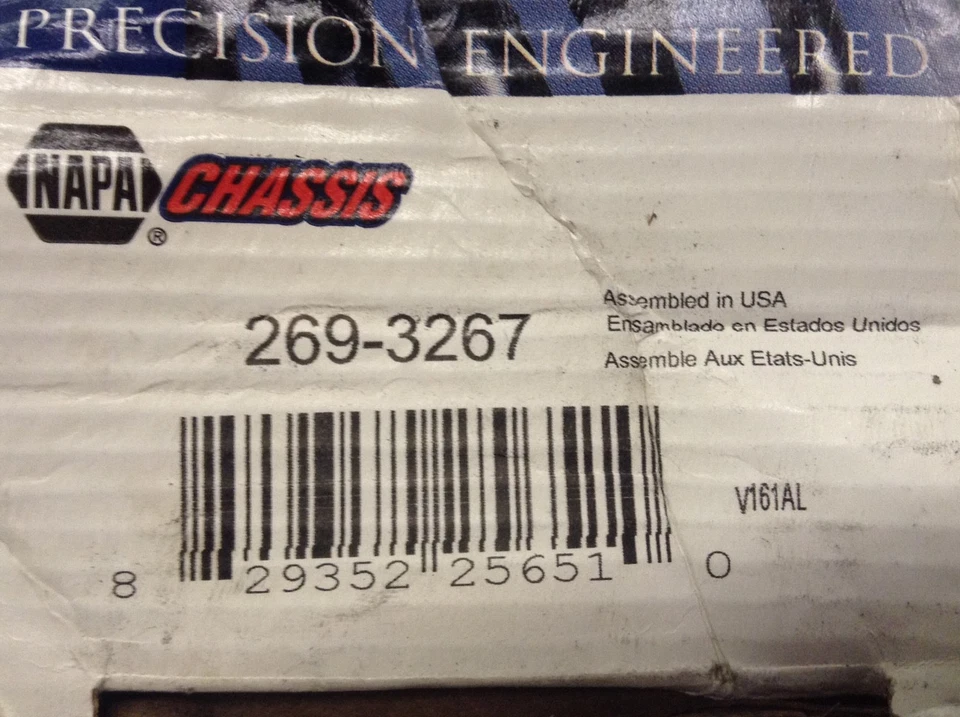 PRECISION ENGINEERED
NAPA CHASSIS
®
269-3267
Assembled in USA
Ensamblado en Estados Unidos
Assemble Aux Etats-Unis
V161AL
8 29352 25651 0